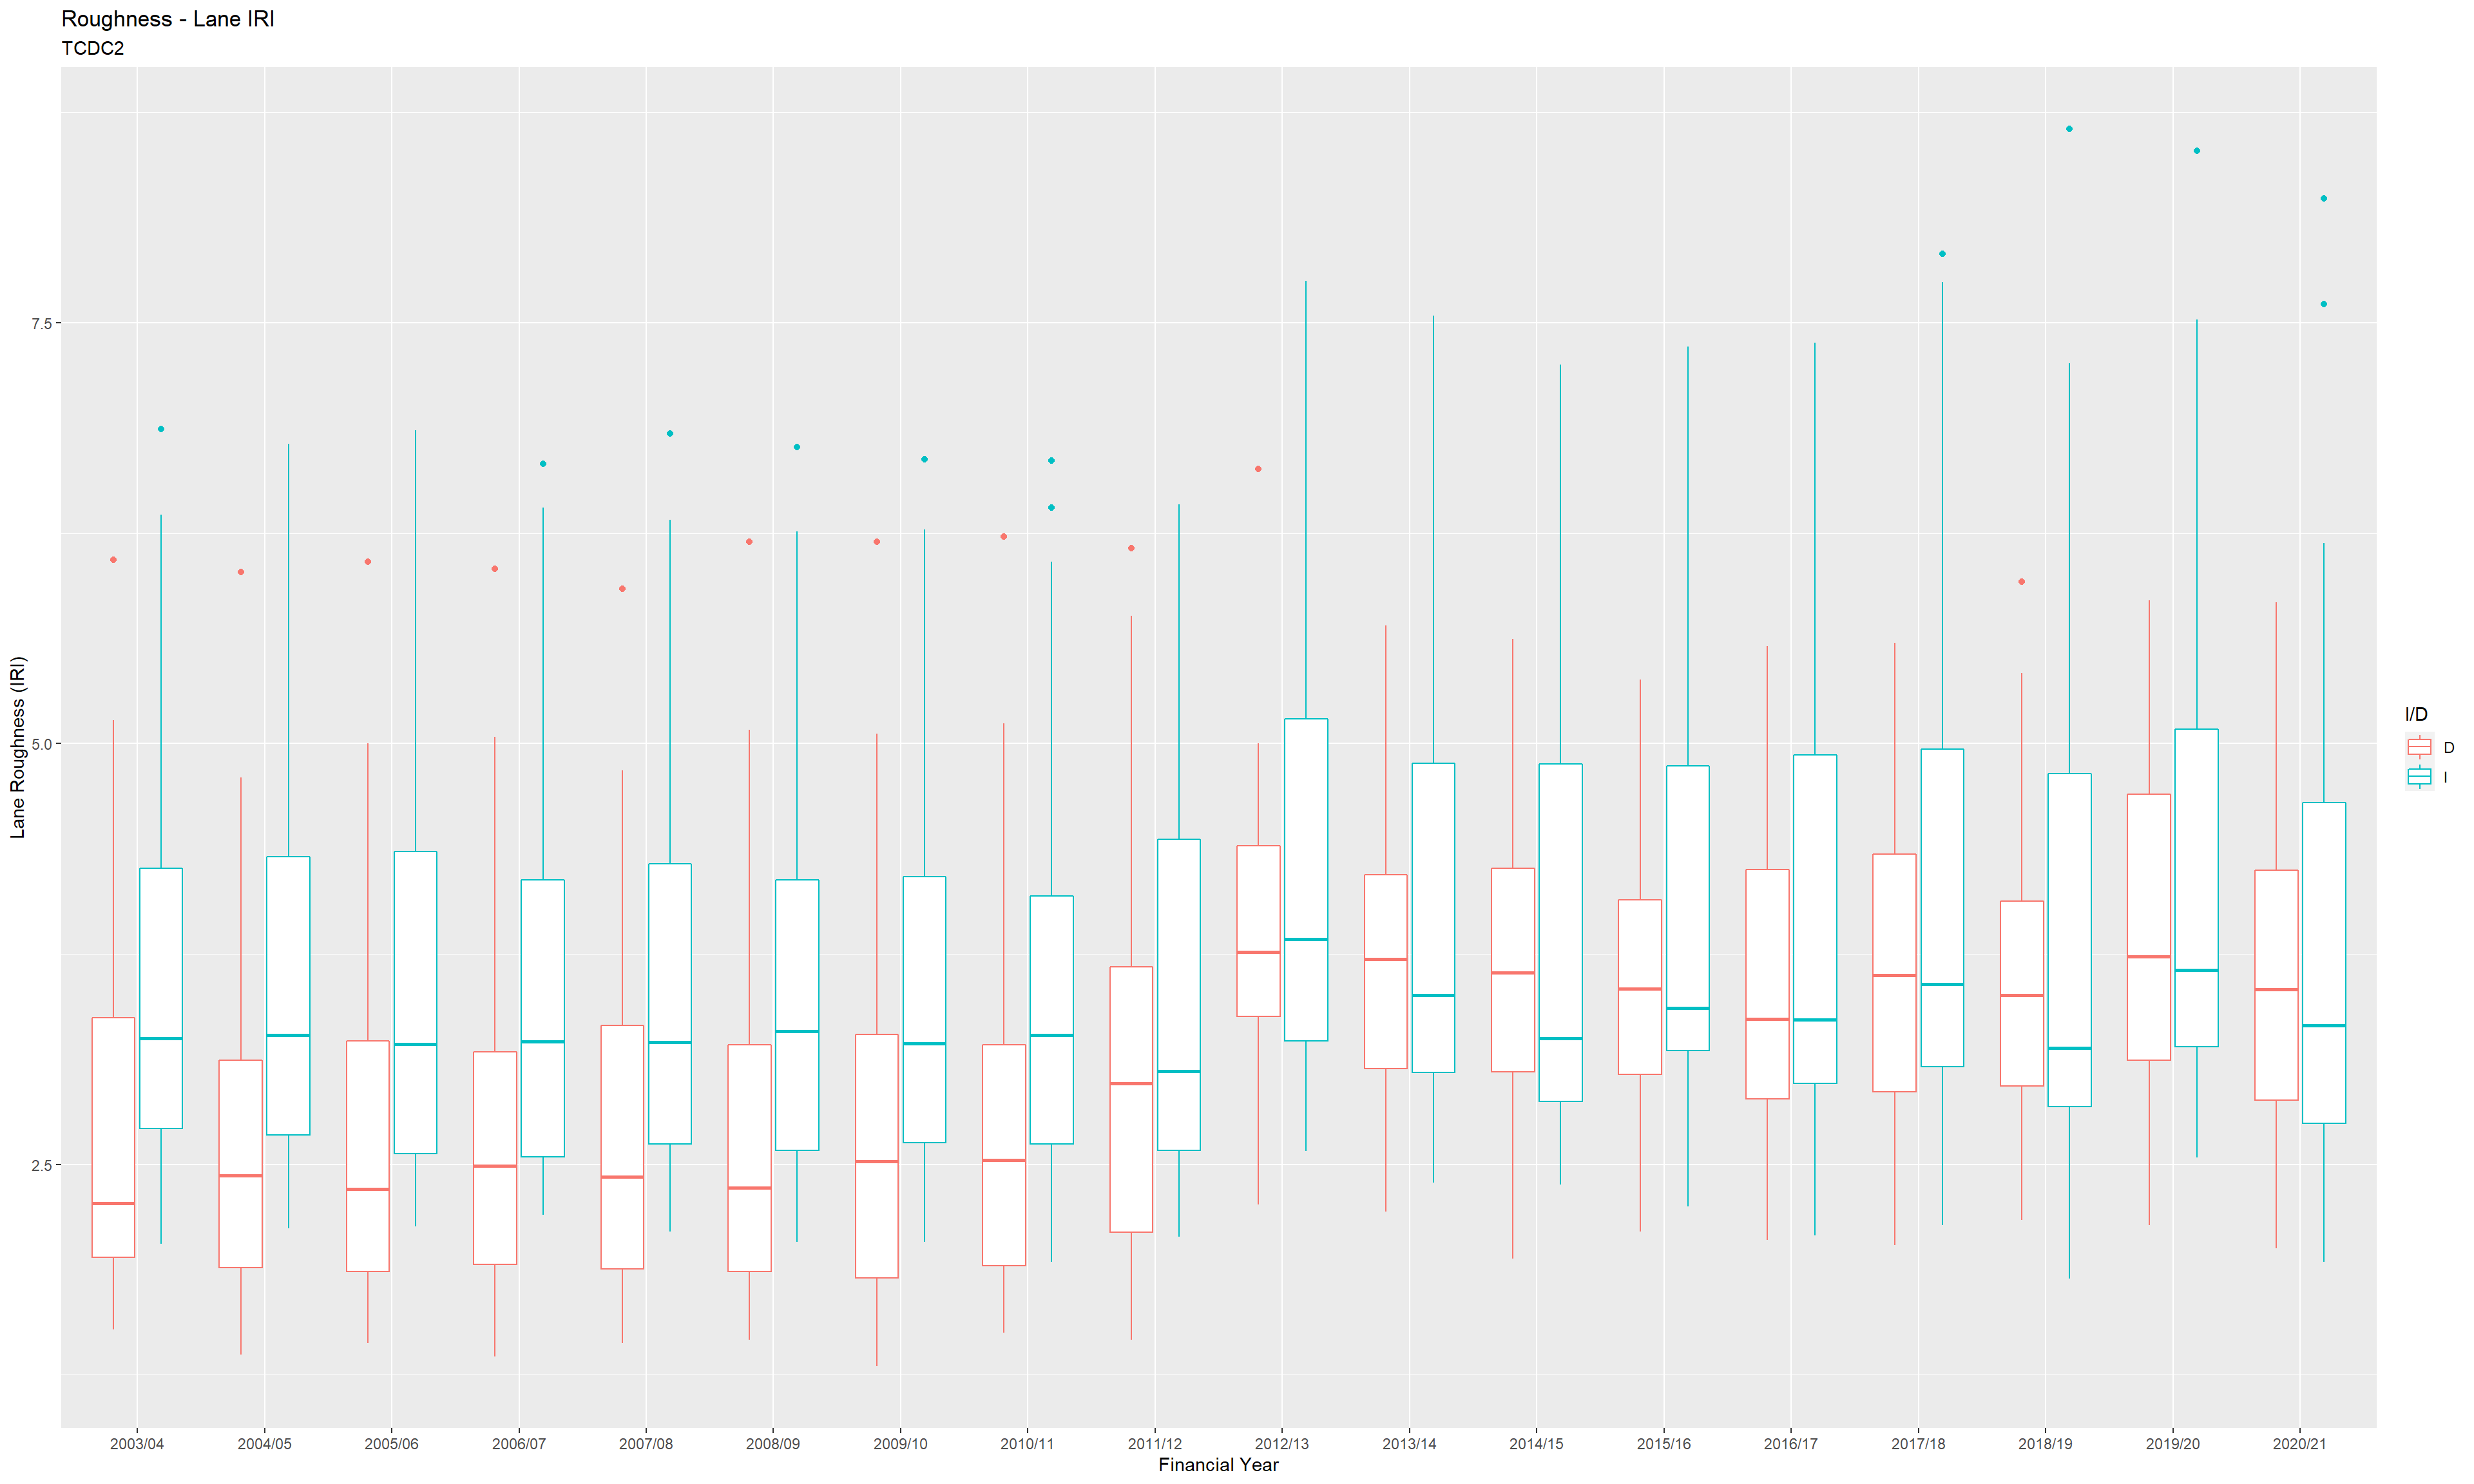 Roughness - Lane IRI
TCDC2
Lane Roughness (IRI)
7.5
5.0
2.5
2003/04 2004/05 2005/06 2006/07 2007/08 2008/09 2009/10 2010/11 2011/12 2012/13 2013/14 2014/15 2015/16 2016/17 2017/18 2018/19 2019/20 2020/21
Financial Year
I/D
D
I